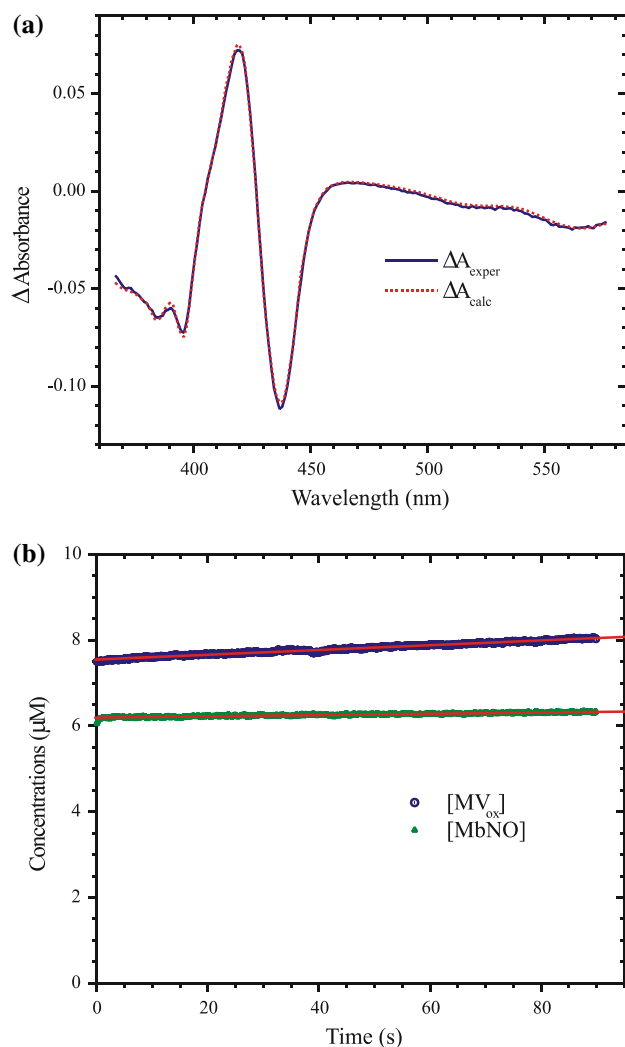 (a)
0.05
0.00
-0.05
-0.10
Δ Absorbance
ΔA_exper
ΔA_calc
400
450
500
550
Wavelength (nm)
(b)
10
8
6
4
2
0
Concentrations (µM)
[MV_ox]
[MbNO]
0
20
40
60
80
Time (s)